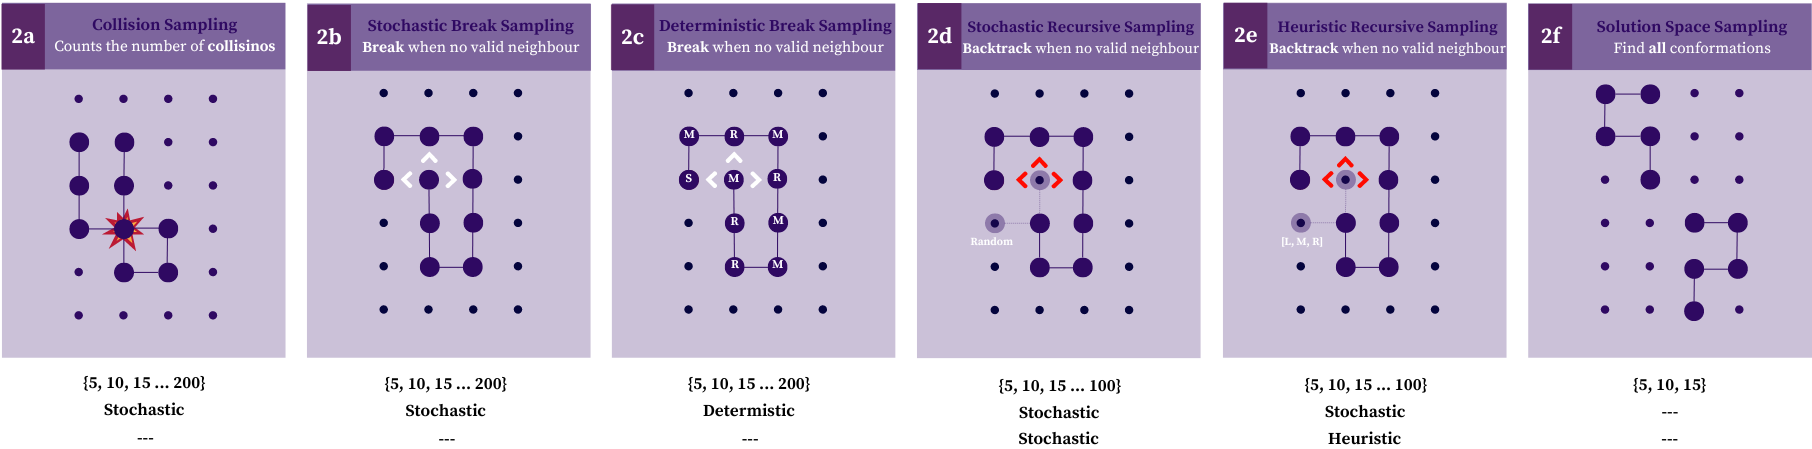 2a
Collision Sampling
Counts the number of collisinos
2b
Stochastic Break Sampling
Break when no valid neighbour
2c
Deterministic Break Sampling
Break when no valid neighbour
2d
Stochastic Recursive Sampling
Backtrack when no valid neighbour
2e
Heuristic Recursive Sampling
Backtrack when no valid neighbour
2f
Solution Space Sampling
Find all conformations
M R M
S M R
R M
R M
Random
[L, M, R]
{5, 10, 15 ... 200}
Stochastic
---
{5, 10, 15 ... 200}
Stochastic
---
{5, 10, 15 ... 200}
Determistic
---
{5, 10, 15 ... 100}
Stochastic
Stochastic
{5, 10, 15 ... 100}
Stochastic
Heuristic
{5, 10, 15}
---
---